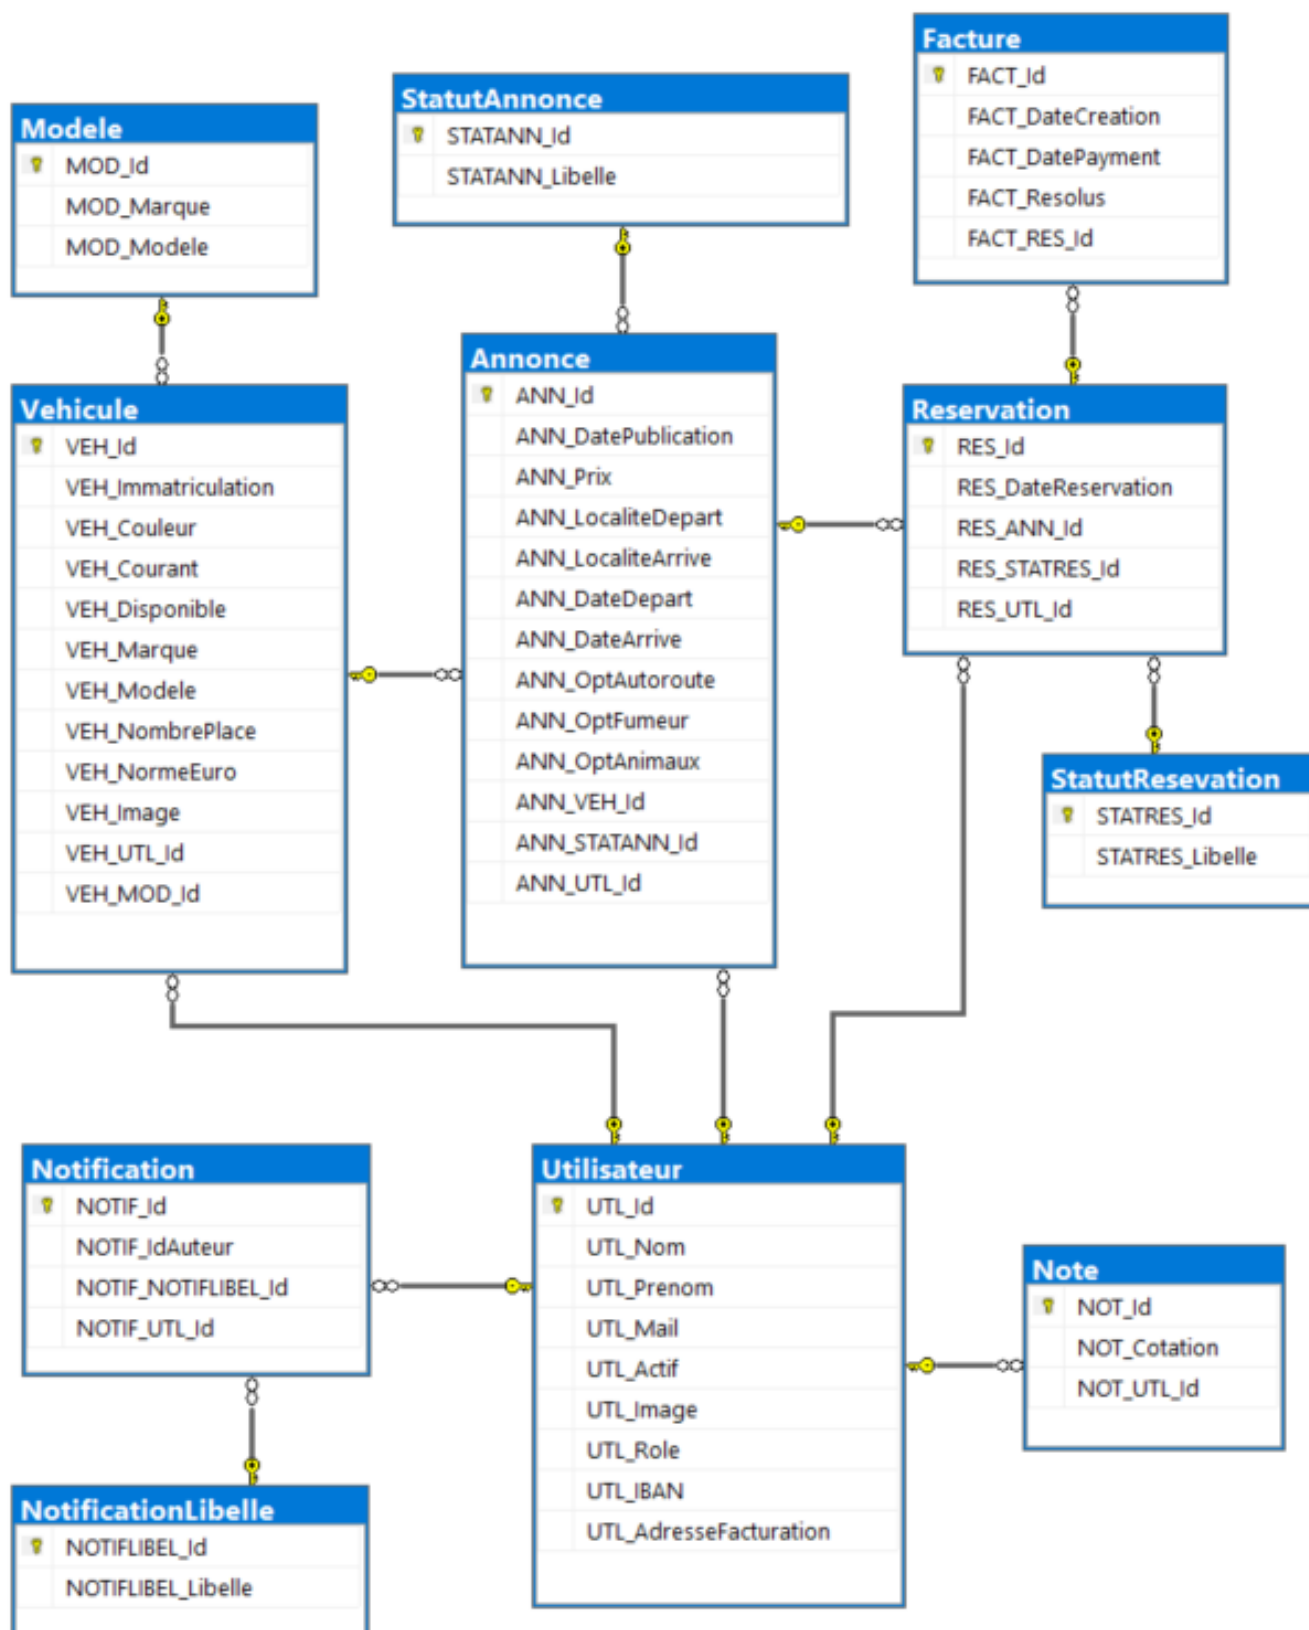 Facture
FACT_Id
FACT_DateCreation
FACT_DatePayment
FACT_Resolus
FACT_RES_Id
StatutAnnonce
STATANN_Id
STATANN_Libelle
Modele
MOD_Id
MOD_Marque
MOD_Modele
Annonce
ANN_Id
ANN_DatePublication
ANN_Prix
ANN_LocaliteDepart
ANN_LocaliteArrive
ANN_DateDepart
ANN_DateArrive
ANN_OptAutoroute
ANN_OptFumeur
ANN_OptAnimaux
ANN_VEH_Id
ANN_STATANN_Id
ANN_UTL_Id
Vehicule
VEH_Id
VEH_Immatriculation
VEH_Couleur
VEH_Courant
VEH_Disponible
VEH_Marque
VEH_Modele
VEH_NombrePlace
VEH_NormeEuro
VEH_Image
VEH_UTL_Id
VEH_MOD_Id
Reservation
RES_Id
RES_DateReservation
RES_ANN_Id
RES_STATRES_Id
RES_UTL_Id
StatutResevation
STATRES_Id
STATRES_Libelle
Notification
NOTIF_Id
NOTIF_IdAuteur
NOTIF_NOTIFLIBEL_Id
NOTIF_UTL_Id
Utilisateur
UTL_Id
UTL_Nom
UTL_Prenom
UTL_Mail
UTL_Actif
UTL_Image
UTL_Role
UTL_IBAN
UTL_AdresseFacturation
Note
NOT_Id
NOT_Cotation
NOT_UTL_Id
NotificationLibelle
NOTIFLIBEL_Id
NOTIFLIBEL_Libelle